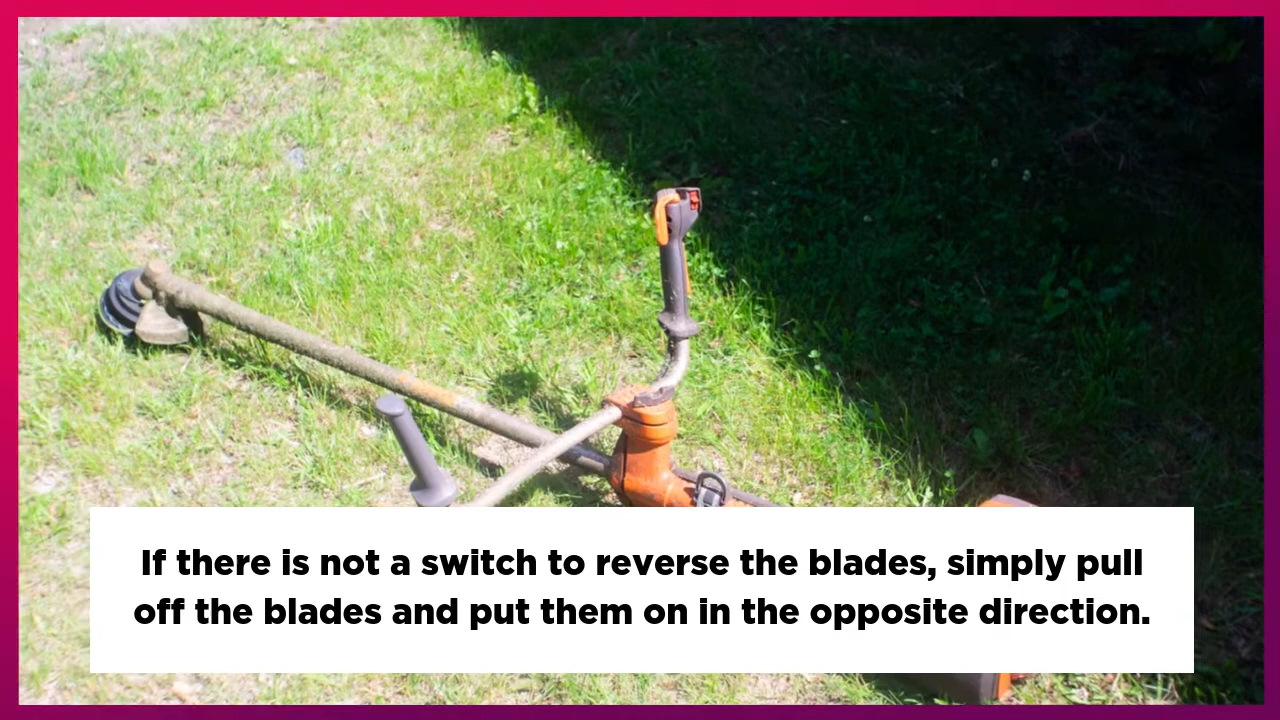 If there is not a switch to reverse the blades, simply pull
off the blades and put them on in the opposite direction.